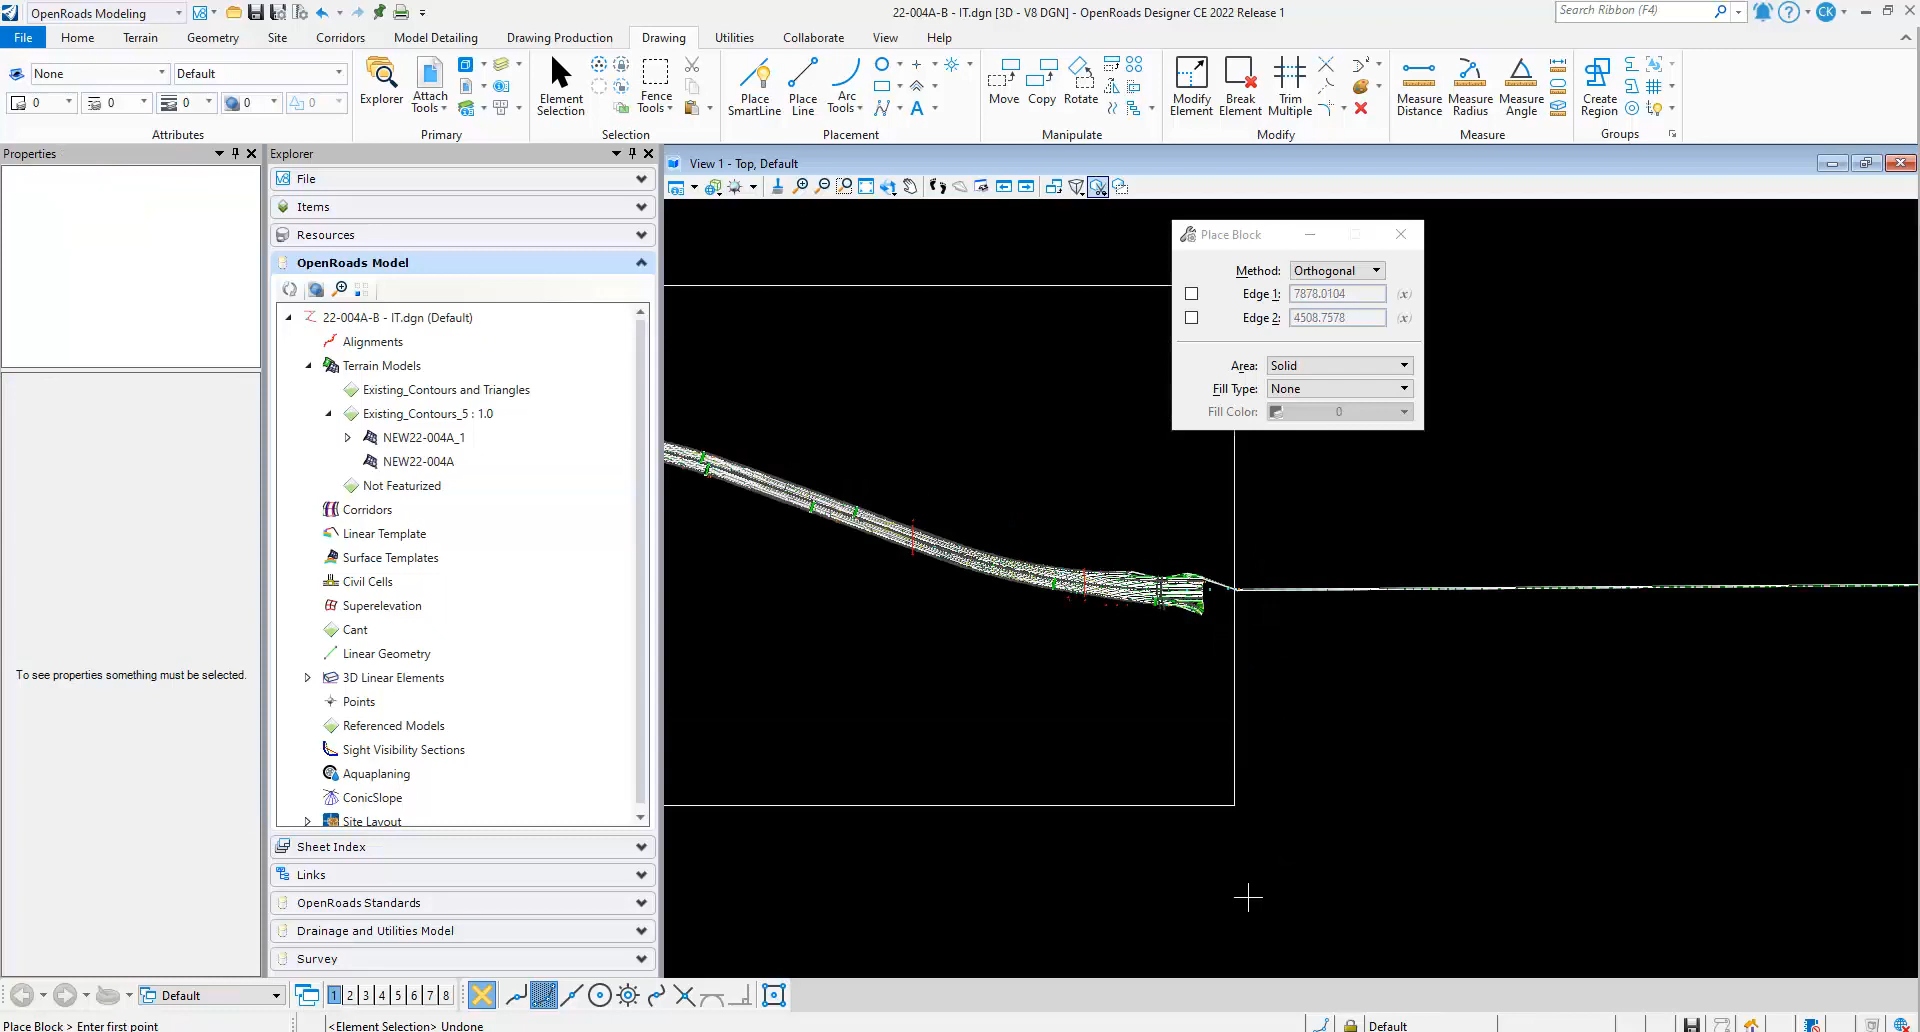 OpenRoads Modeling
22-004A-B - IT.dgn [3D - V8 DGN] - OpenRoads Designer CE 2022 Release 1
Search Ribbon (F4)
CK
File Home Terrain Geometry Site Corridors Model Detailing Drawing Production Drawing Utilities Collaborate View Help
None Default
0 0 0 0 0
Attributes
Explorer
Attach Tools
Primary
Element Selection
Fence Tools
Selection
Place SmartLine
Place Line
Arc Tools
Placement
Move Copy Rotate
Manipulate
Modify Element
Break Element
Trim Multiple
Modify
Measure Distance
Measure Radius
Measure Angle
Measure
Create Region
Groups
Properties
To see properties something must be selected.
Explorer
File
Items
Resources
OpenRoads Model
22-004A-B - IT.dgn (Default)
Alignments
Terrain Models
Existing_Contours and Triangles
Existing_Contours_5 : 1.0
NEW22-004A_1
NEW22-004A
Not Featurized
Corridors
Linear Template
Surface Templates
Civil Cells
Superelevation
Cant
Linear Geometry
3D Linear Elements
Points
Referenced Models
Sight Visibility Sections
Aquaplaning
ConicSlope
Site Layout
Sheet Index
Links
OpenRoads Standards
Drainage and Utilities Model
Survey
View 1 - Top, Default
Place Block
Method: Orthogonal
Edge 1: 7878.0104 (x)
Edge 2: 4508.7578 (x)
Area: Solid
Fill Type: None
Fill Color: 0
Default
1 2 3 4 5 6 7 8
Place Block > Enter first point
<Element Selection> Undone
Default